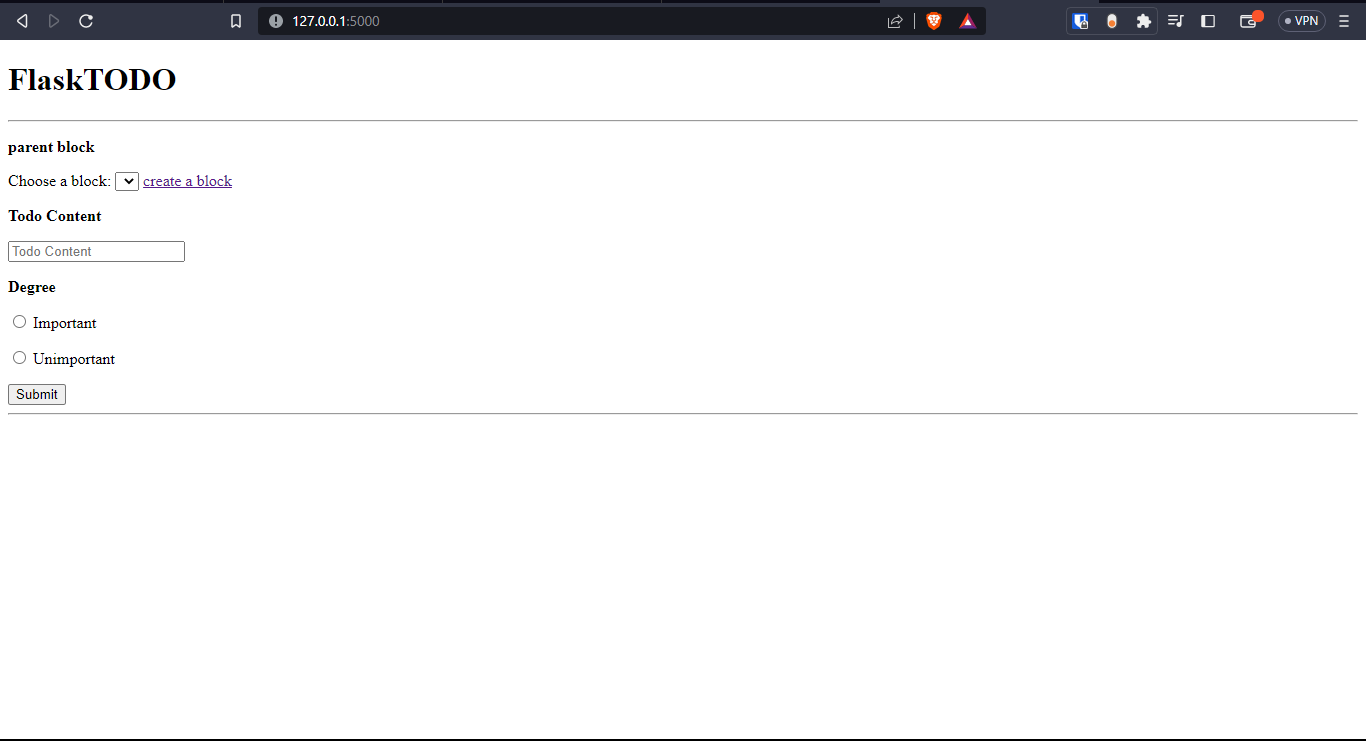 127.0.0.1:5000
VPN
FlaskTODO
parent block
Choose a block: create a block
Todo Content
Todo Content
Degree
Important
Unimportant
Submit